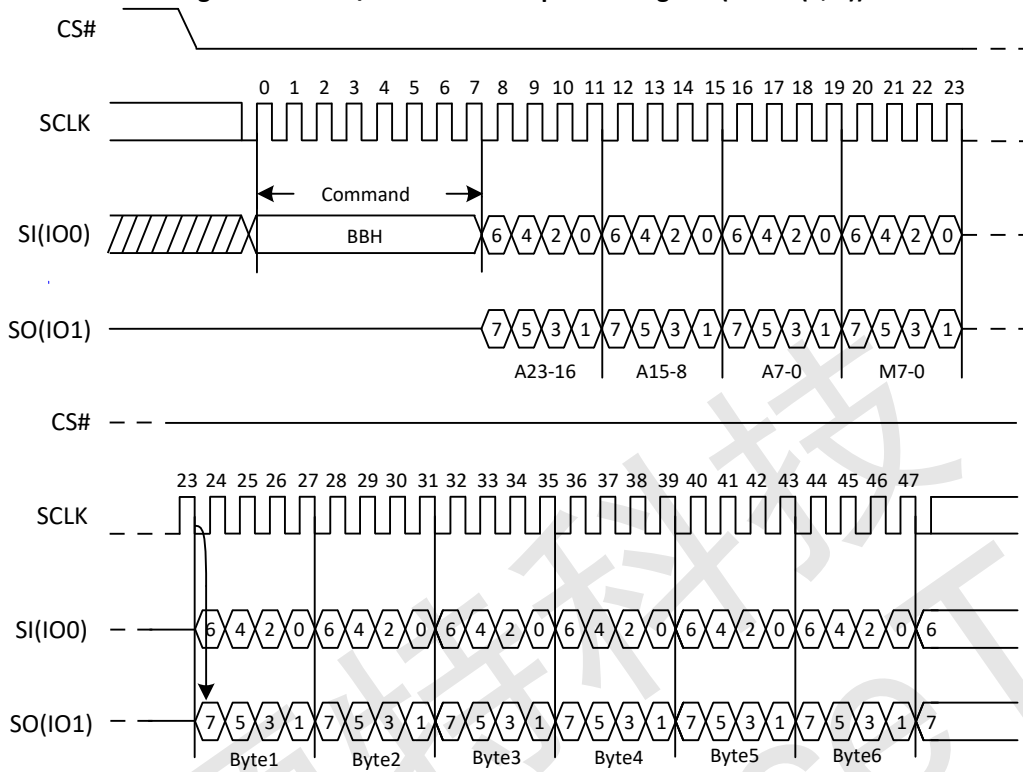 CS#
0 1 2 3 4 5 6 7 8 9 10 11 12 13 14 15 16 17 18 19 20 21 22 23
SCLK
Command
SI(IO0) BBH 6 4 2 0 6 4 2 0 6 4 2 0 6 4 2 0
SO(IO1) 7 5 3 1 7 5 3 1 7 5 3 1 7 5 3 1
A23-16 A15-8 A7-0 M7-0
CS#
23 24 25 26 27 28 29 30 31 32 33 34 35 36 37 38 39 40 41 42 43 44 45 46 47
SCLK
SI(IO0) 6 4 2 0 6 4 2 0 6 4 2 0 6 4 2 0 6 4 2 0 6 4 2 0 6
SO(IO1) 7 5 3 1 7 5 3 1 7 5 3 1 7 5 3 1 7 5 3 1 7 5 3 1 7
Byte1 Byte2 Byte3 Byte4 Byte5 Byte6
特科技